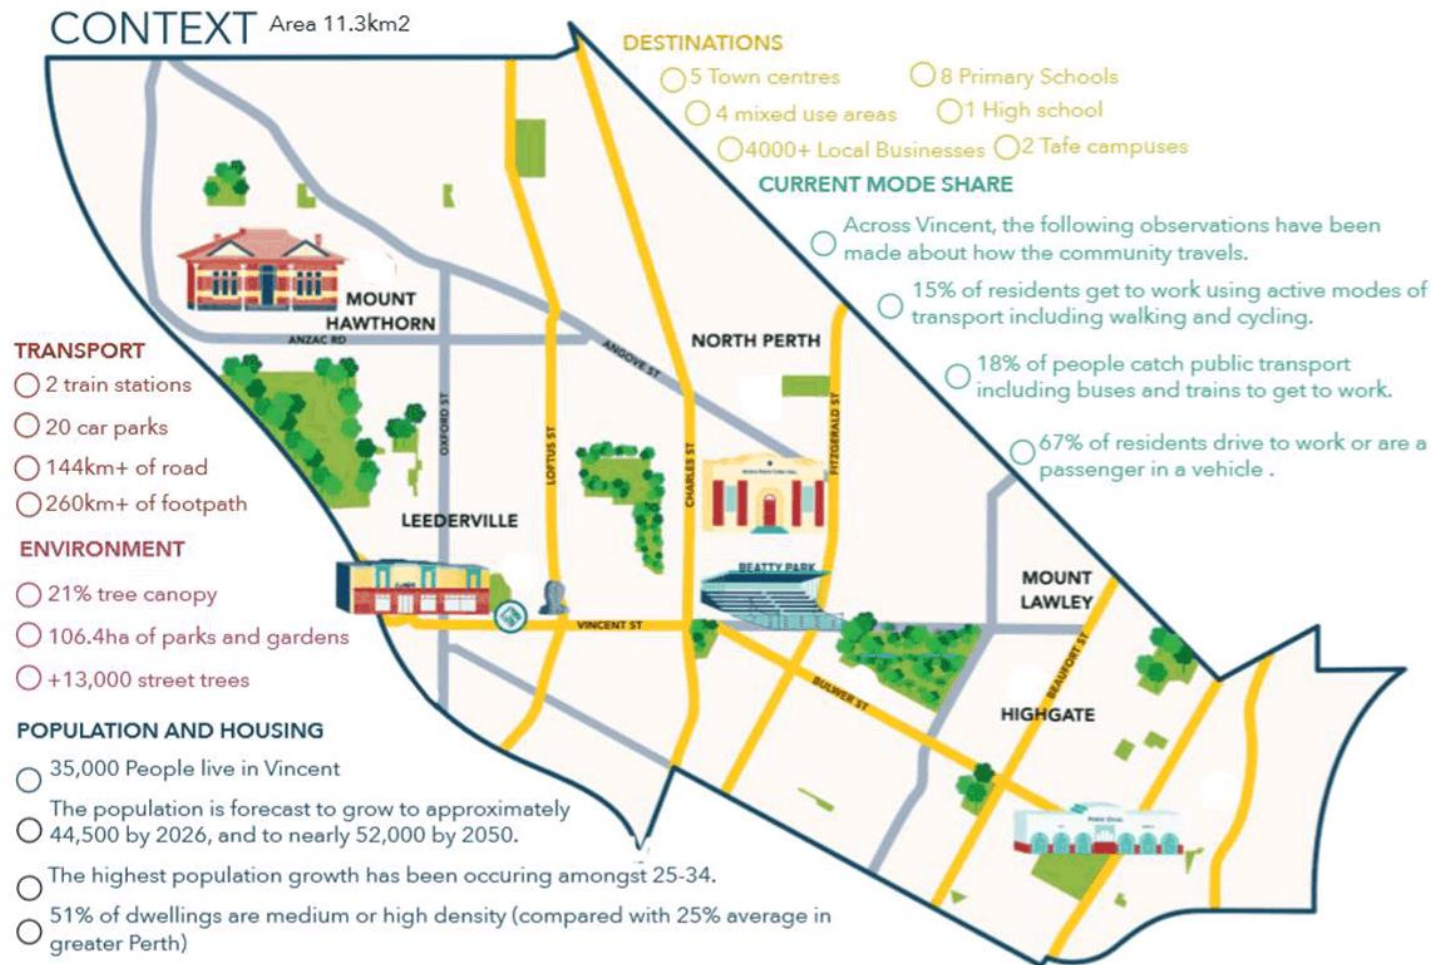 CONTEXT Area 11.3km2
DESTINATIONS
5 Town centres
8 Primary Schools
4 mixed use areas
1 High school
4000+ Local Businesses
2 Tafe campuses
CURRENT MODE SHARE
Across Vincent, the following observations have been
made about how the community travels.
15% of residents get to work using active modes of
transport including walking and cycling.
18% of people catch public transport
including buses and trains to get to work.
67% of residents drive to work or are a
passenger in a vehicle .
TRANSPORT
2 train stations
20 car parks
144km+ of road
260km+ of footpath
ENVIRONMENT
21% tree canopy
106.4ha of parks and gardens
+13,000 street trees
POPULATION AND HOUSING
35,000 People live in Vincent
The population is forecast to grow to approximately
44,500 by 2026, and to nearly 52,000 by 2050.
The highest population growth has been occuring amongst 25-34.
51% of dwellings are medium or high density (compared with 25% average in
greater Perth)
MOUNT
HAWTHORN
ANZAC RD
ANGOVE ST
NORTH PERTH
OXFORD ST
LOFTUS ST
CHARLES ST
FITZGERALD ST
LEEDERVILLE
BEATTY PARK
VINCENT ST
MOUNT
LAWLEY
BEAUFORT ST
BULWER ST
HIGHGATE